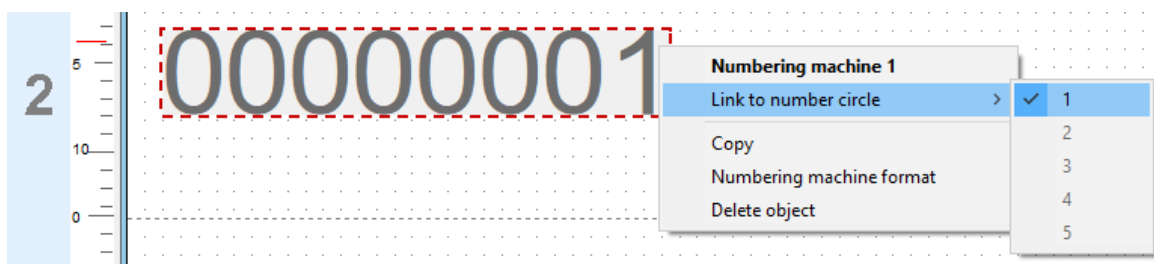 2
5
10
0
00000001
Numbering machine 1
Link to number circle >
Copy
Numbering machine format
Delete object
✓ 1
2
3
4
5